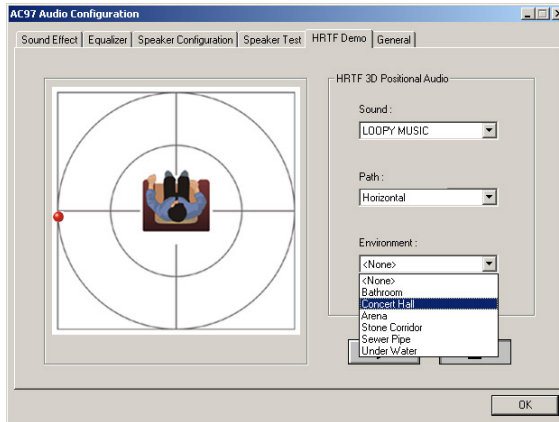 AC97 Audio Configuration
Sound Effect | Equalizer | Speaker Configuration | Speaker Test | HRTF Demo | General
HRTF 3D Positional Audio
Sound :
LOOPY MUSIC
Path :
Horizontal
Environment :
<None>
<None>
Bathroom
Concert Hall
Arena
Stone Corridor
Sewer Pipe
Under Water
OK